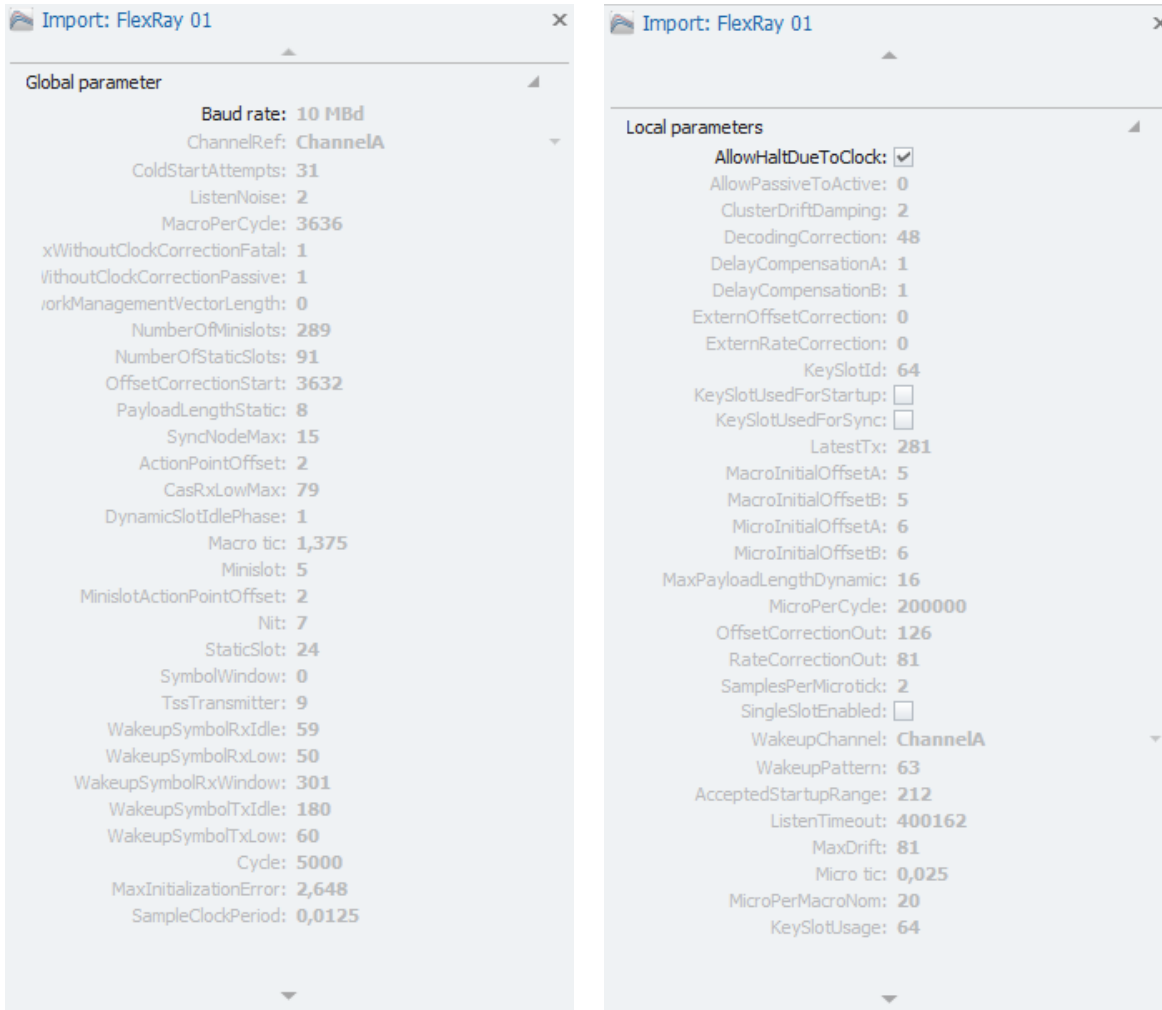 Import: FlexRay 01
Global parameter
Baud rate: 10 MBd
ChannelRef: ChannelA
ColdStartAttempts: 31
ListenNoise: 2
MacroPerCycle: 3636
xWithoutClockCorrectionFatal: 1
VithoutClockCorrectionPassive: 1
vorkManagementVectorLength: 0
NumberOfMinislots: 289
NumberOfStaticSlots: 91
OffsetCorrectionStart: 3632
PayloadLengthStatic: 8
SyncNodeMax: 15
ActionPointOffset: 2
CasRxLowMax: 79
DynamicSlotIdlePhase: 1
Macro tic: 1,375
Minislot: 5
MinislotActionPointOffset: 2
Nit: 7
StaticSlot: 24
SymbolWindow: 0
TssTransmitter: 9
WakeupSymbolRxIdle: 59
WakeupSymbolRxLow: 50
WakeupSymbolRxWindow: 301
WakeupSymbolTxIdle: 180
WakeupSymbolTxLow: 60
Cycle: 5000
MaxInitializationError: 2,648
SampleClockPeriod: 0,0125
Import: FlexRay 01
Local parameters
AllowHaltDueToClock:
AllowPassiveToActive: 0
ClusterDriftDamping: 2
DecodingCorrection: 48
DelayCompensationA: 1
DelayCompensationB: 1
ExternOffsetCorrection: 0
ExternRateCorrection: 0
KeySlotId: 64
KeySlotUsedForStartup:
KeySlotUsedForSync:
LatestTx: 281
MacroInitialOffsetA: 5
MacroInitialOffsetB: 5
MicroInitialOffsetA: 6
MicroInitialOffsetB: 6
MaxPayloadLengthDynamic: 16
MicroPerCycle: 200000
OffsetCorrectionOut: 126
RateCorrectionOut: 81
SamplesPerMicrotick: 2
SingleSlotEnabled:
WakeupChannel: ChannelA
WakeupPattern: 63
AcceptedStartupRange: 212
ListenTimeout: 400162
MaxDrift: 81
Micro tic: 0,025
MicroPerMacroNom: 20
KeySlotUsage: 64